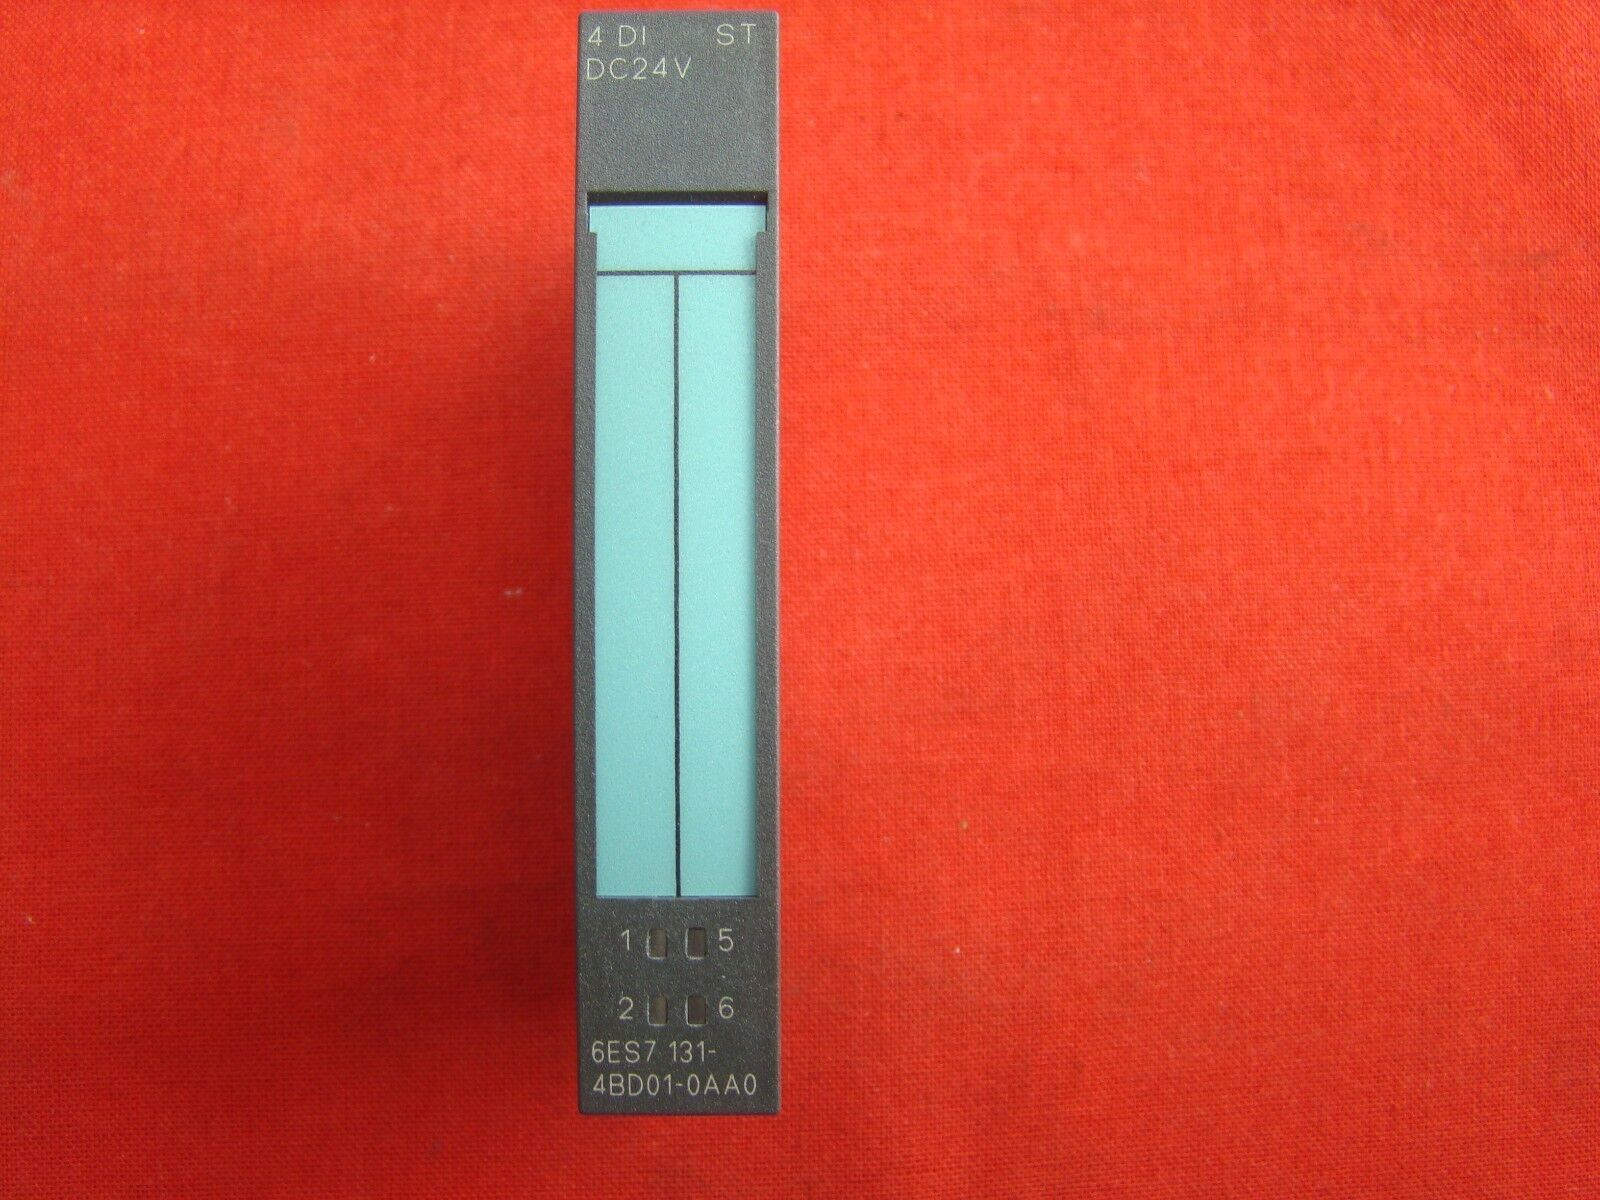 4 DI ST
DC24V
1 5
2 6
6ES7 131-
4BD01-0AA0